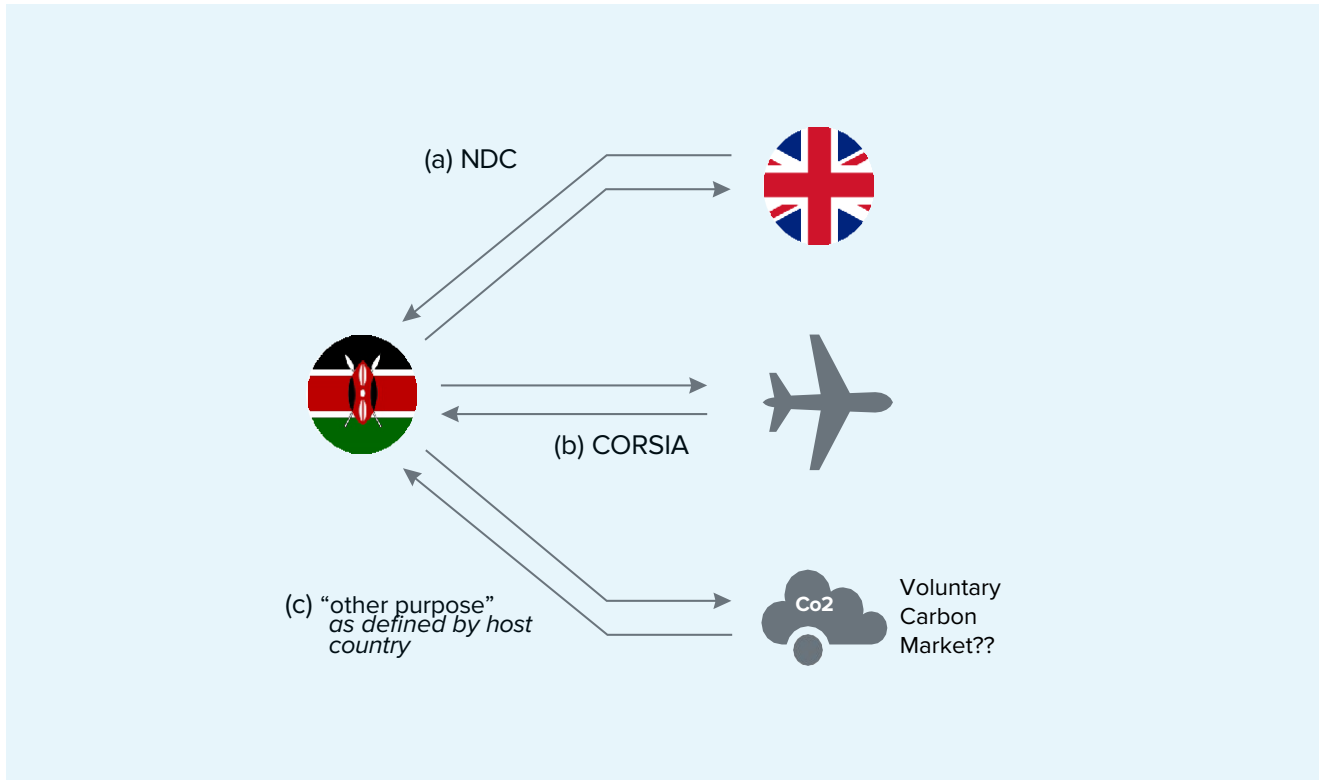 (a) NDC
(b) CORSIA
(c) “other purpose”
as defined by host
country
Co2
Voluntary
Carbon
Market??